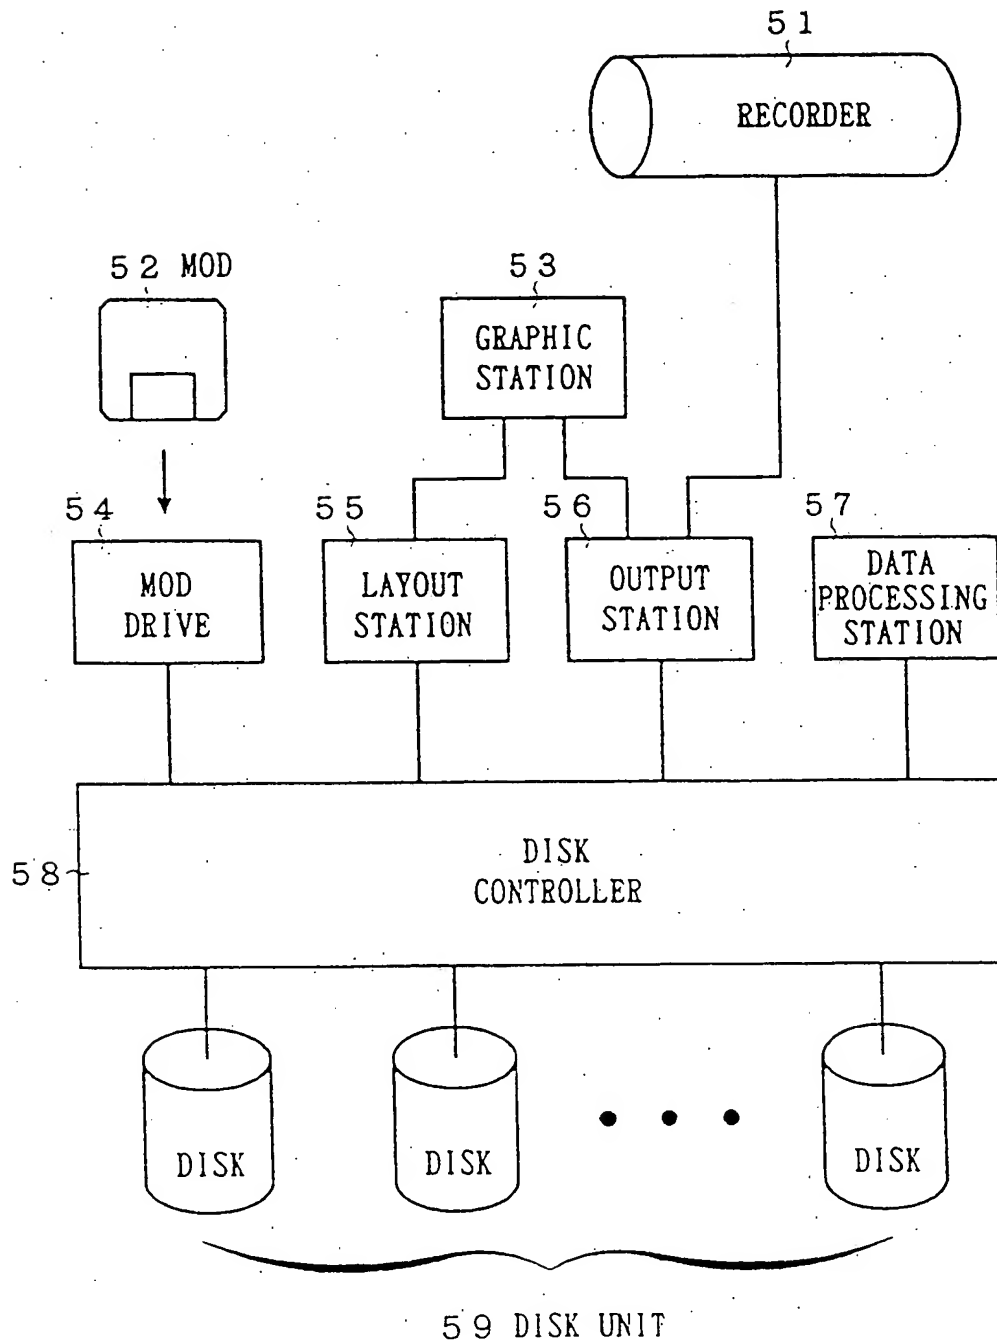 51
RECORDER
52 MOD
53
GRAPHIC
STATION
54
MOD
DRIVE
55
LAYOUT
STATION
56
OUTPUT
STATION
57
DATA
PROCESSING
STATION
58
DISK
CONTROLLER
DISK
DISK
DISK
59 DISK UNIT